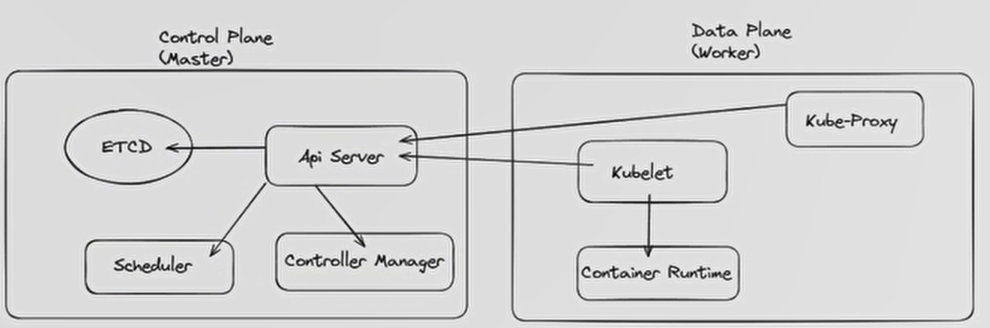 Control Plane
(Master)
Data Plane
(Worker)
ETCD
Api Server
Scheduler
Controller Manager
Kube-Proxy
Kubelet
Container Runtime